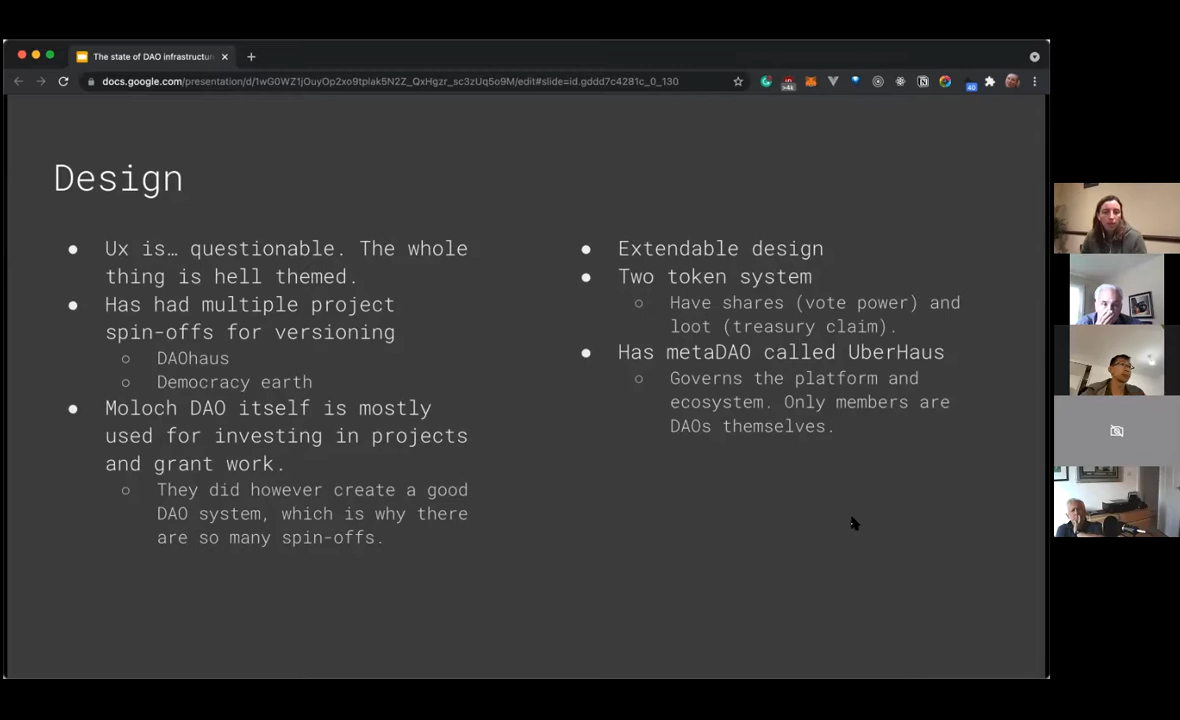 The state of DAO infrastructur
docs.google.com/presentation/d/1wG0WZ1jOuyOp2xo9tplak5N2Z_QxHqzr_sc3zUq5o9M/edit#slide=id.gddd7c4281c_0_130
>4k
40
Design
● Ux is… questionable. The whole
thing is hell themed.
● Has had multiple project
spin-offs for versioning
○ DAOhaus
○ Democracy earth
● Moloch DAO itself is mostly
used for investing in projects
and grant work.
○ They did however create a good
DAO system, which is why there
are so many spin-offs.
● Extendable design
● Two token system
○ Have shares (vote power) and
loot (treasury claim).
● Has metaDAO called UberHaus
○ Governs the platform and
ecosystem. Only members are
DAOs themselves.